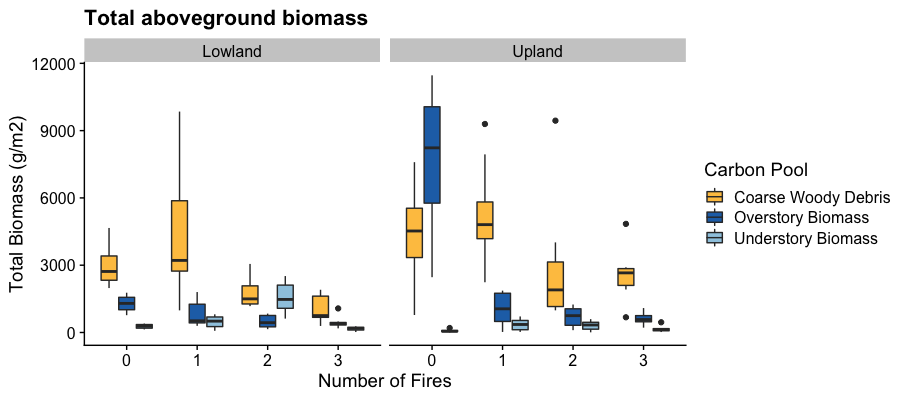 Total aboveground biomass
Lowland
Upland
Total Biomass (g/m2)
12000
9000
6000
3000
0
0 1 2 3
0 1 2 3
Number of Fires
Carbon Pool
Coarse Woody Debris
Overstory Biomass
Understory Biomass